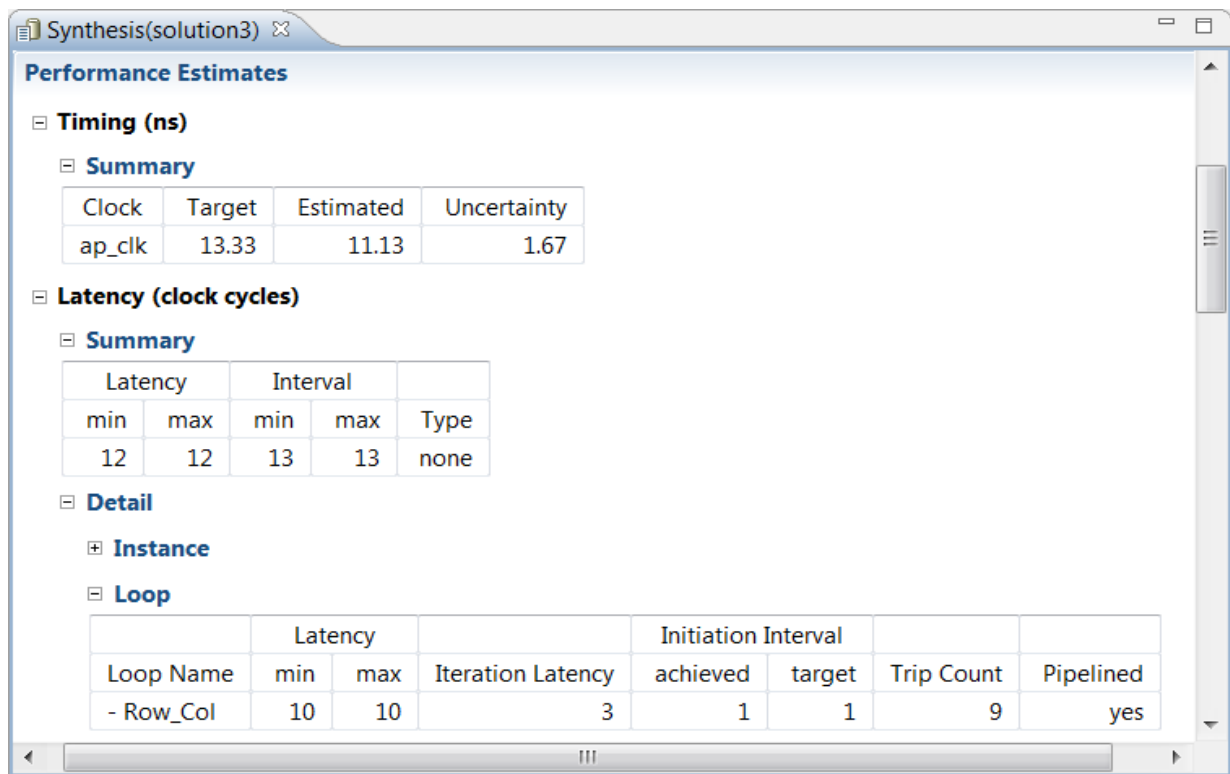 Synthesis(solution3)
Performance Estimates
Timing (ns)
Summary
Clock Target Estimated Uncertainty
ap_clk 13.33 11.13 1.67
Latency (clock cycles)
Summary
Latency Interval
min max min max Type
12 12 13 13 none
Detail
Instance
Loop
Latency Initiation Interval
Loop Name min max Iteration Latency achieved target Trip Count Pipelined
- Row_Col 10 10 3 1 1 9 yes